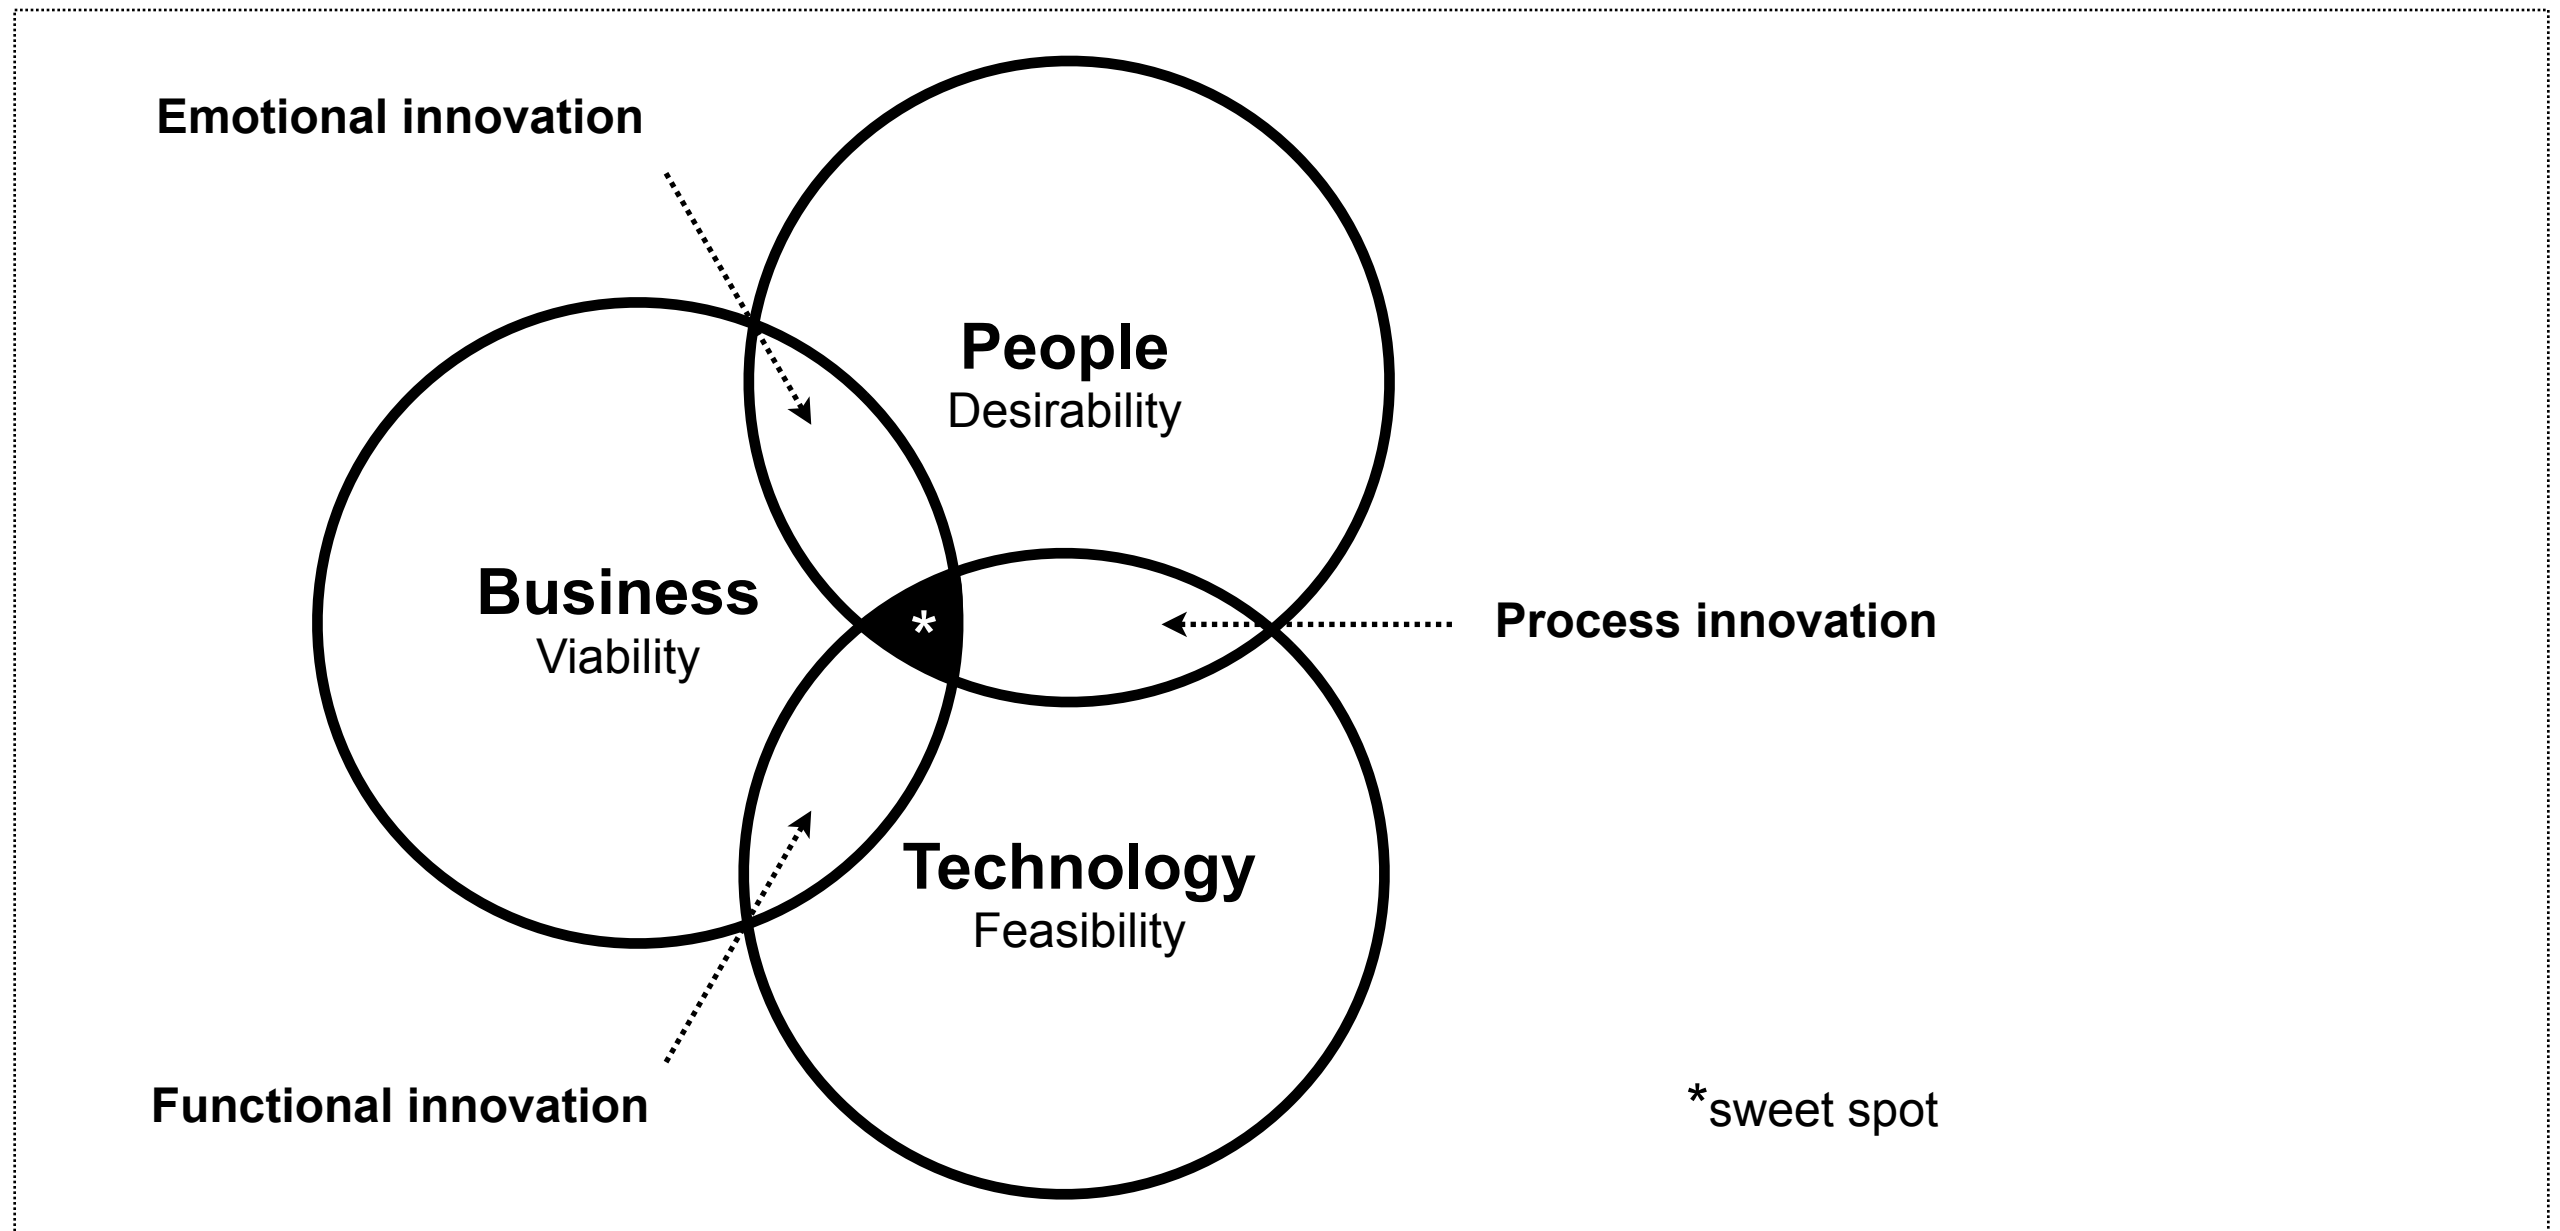 Emotional innovation
People
Desirability
Business
Viability
*
Process innovation
Technology
Feasibility
Functional innovation
*sweet spot